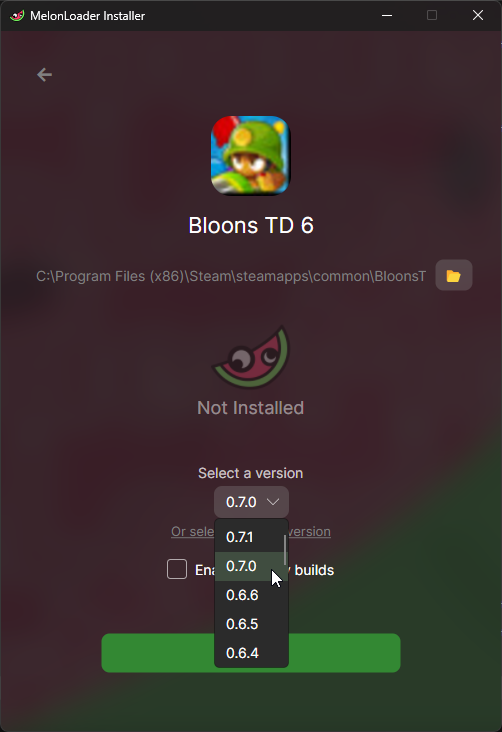 MelonLoader Installer
Bloons TD 6
C:\Program Files (x86)\Steam\steamapps\common\BloonsT
Not Installed
Select a version
0.7.0
Or sele version
0.7.1
0.7.0
Ena builds
0.6.6
0.6.5
0.6.4